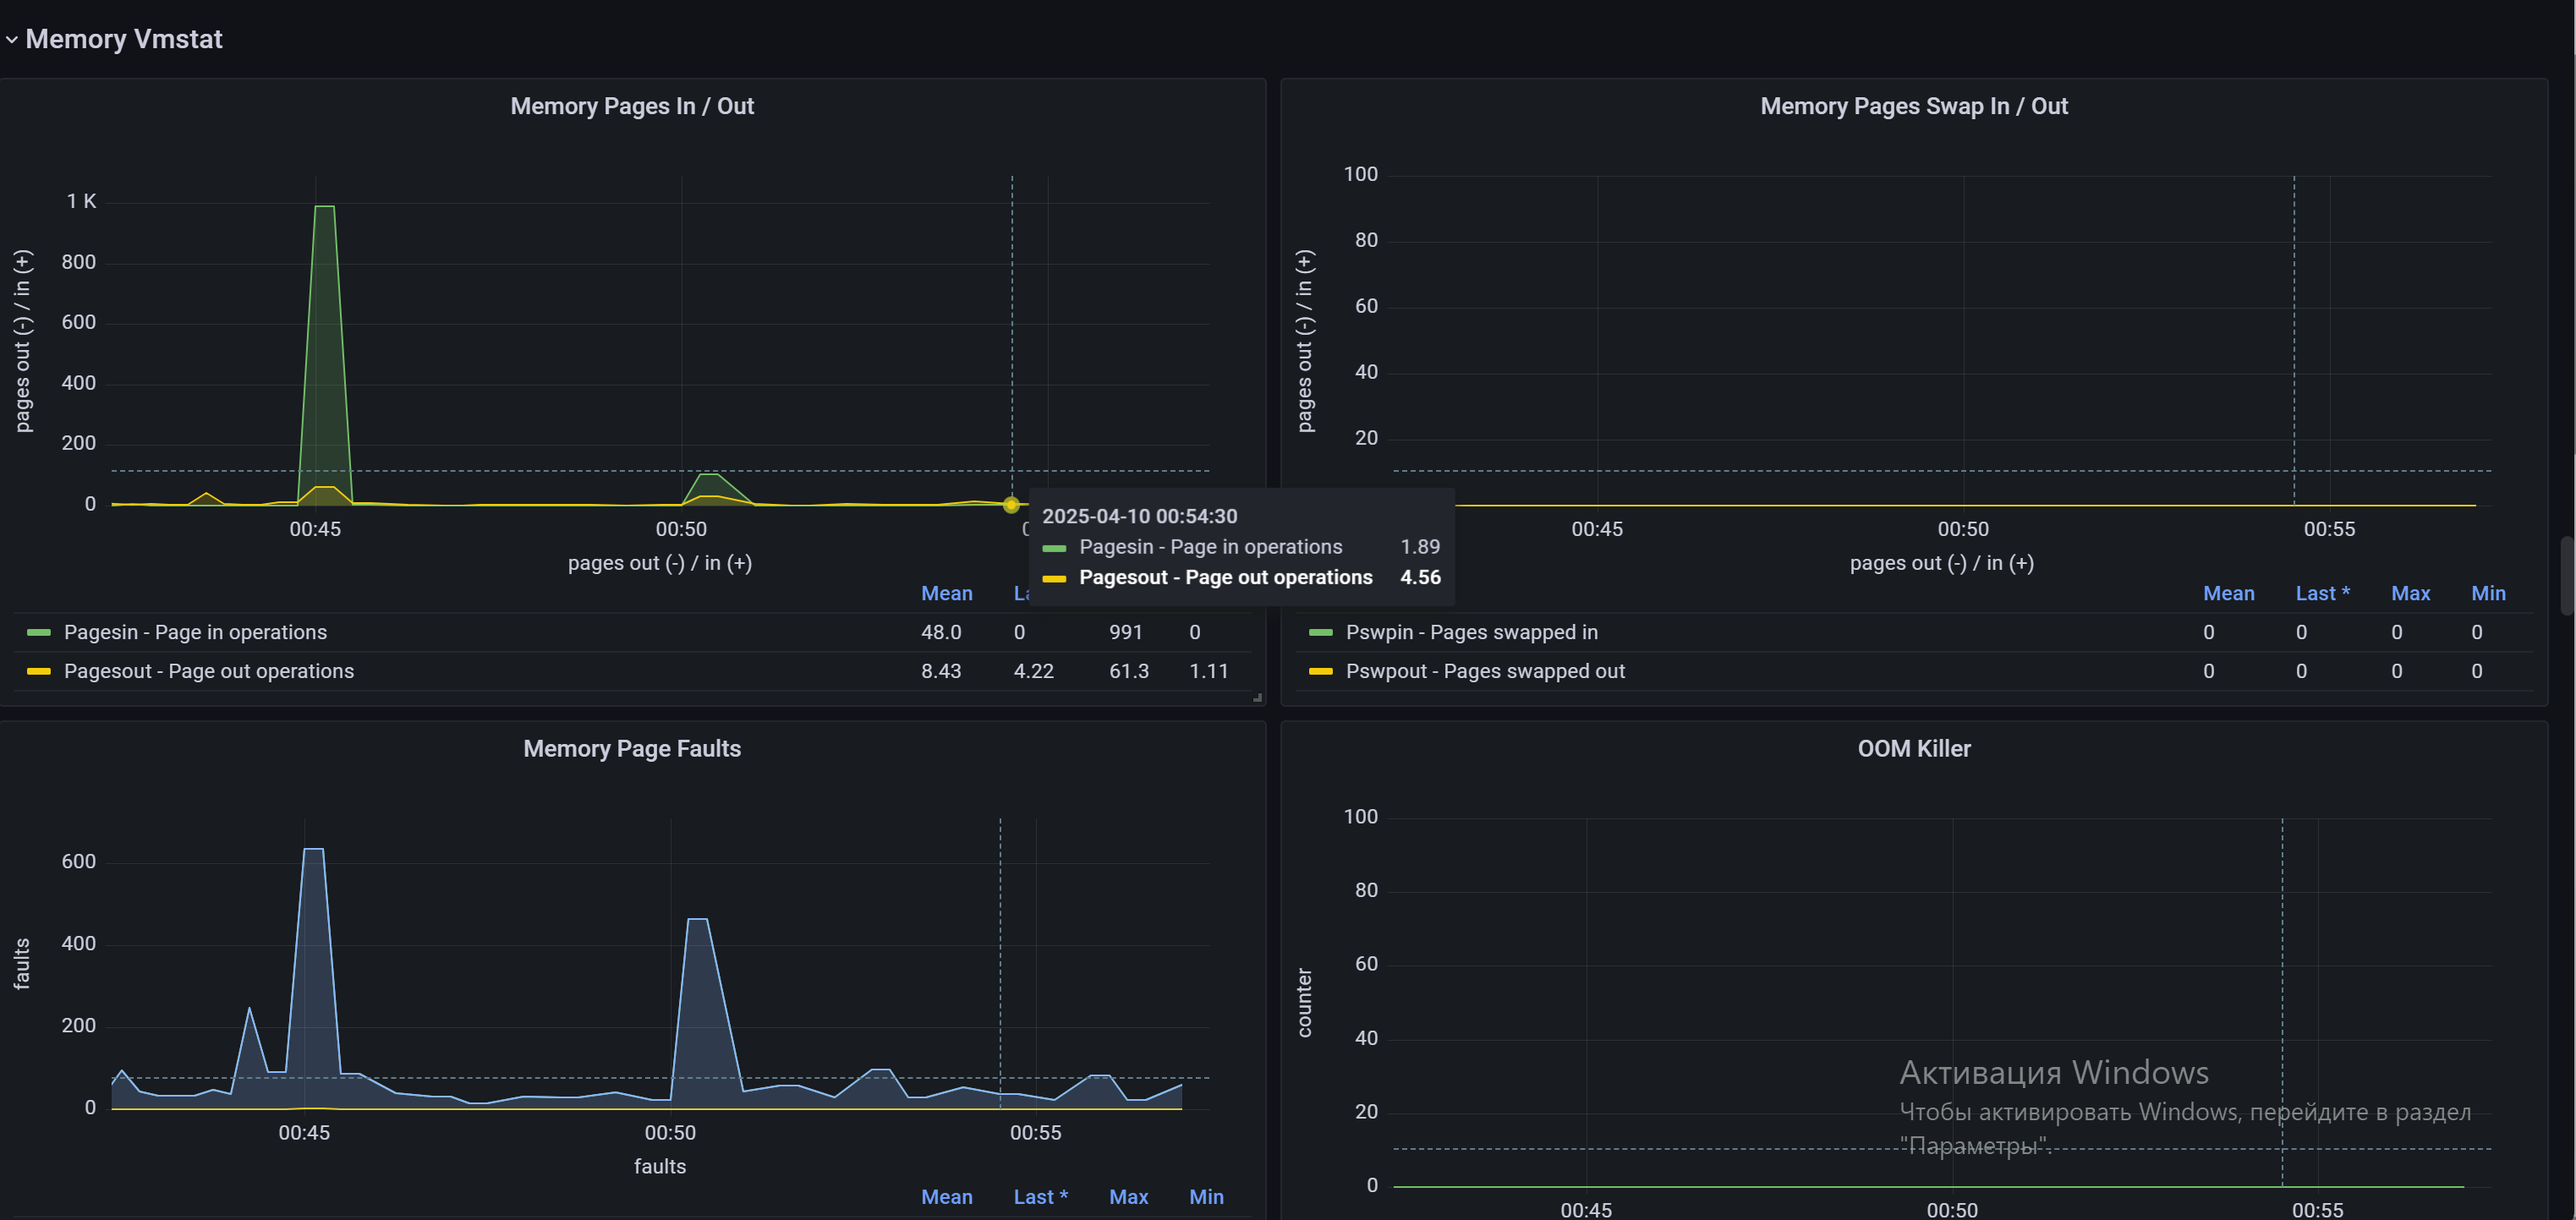 Memory Vmstat
Memory Pages In / Out
1 K
800
600
400
200
0
pages out (-) / in (+)
00:45
00:50
pages out (-) / in (+)
Mean
Pagesin - Page in operations 48.0 0 991 0
Pagesout - Page out operations 8.43 4.22 61.3 1.11
2025-04-10 00:54:30
Pagesin - Page in operations 1.89
Pagesout - Page out operations 4.56
Memory Pages Swap In / Out
100
80
60
40
20
pages out (-) / in (+)
00:45 00:50 00:55
pages out (-) / in (+)
Mean Last * Max Min
Pswpin - Pages swapped in 0 0 0 0
Pswpout - Pages swapped out 0 0 0 0
Memory Page Faults
600
400
200
0
faults
00:45 00:50 00:55
faults
Mean Last * Max Min
OOM Killer
100
80
60
40
20
0
counter
00:45 00:50 00:55
Активация Windows
Чтобы активировать Windows, перейдите в раздел
"Параметры".